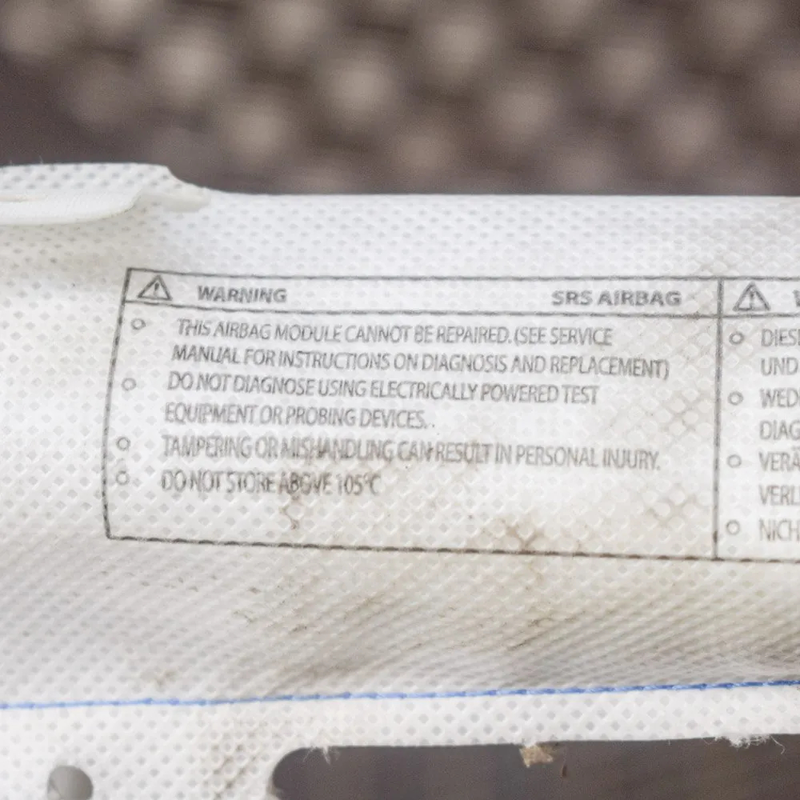 WARNING SRS AIRBAG
THIS AIRBAG MODULE CANNOT BE REPAIRED. (SEE SERVICE
MANUAL FOR INSTRUCTIONS ON DIAGNOSIS AND REPLACEMENT)
DO NOT DIAGNOSE USING ELECTRICALLY POWERED TEST
EQUIPMENT OR PROBING DEVICES.
TAMPERING OR MISHANDLING CAN RESULT IN PERSONAL INJURY.
DO NOT STORE ABOVE 105°C
UND